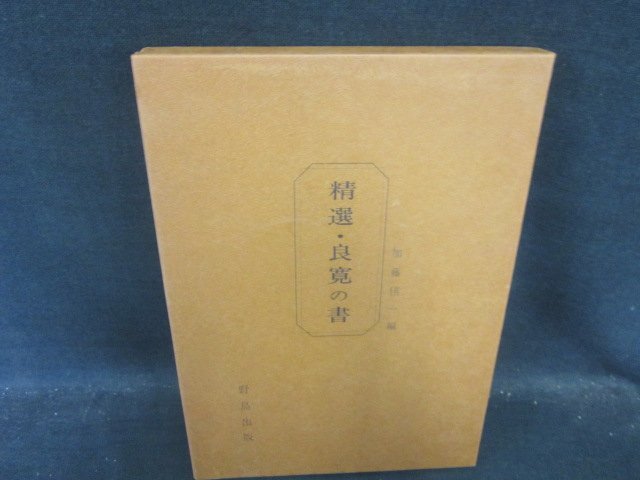 精選・良寛の書
加藤僖一編
野島出版